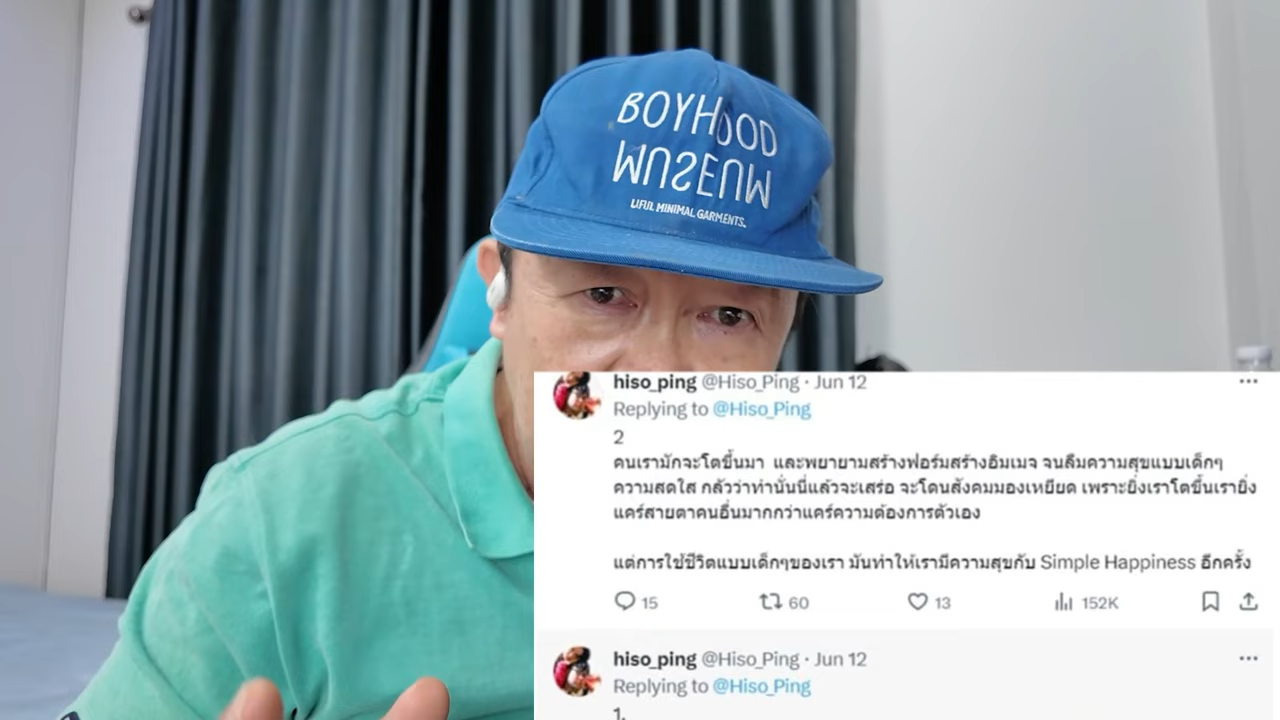 BOYHOOD
MUSEUM
LIFUL MINIMAL GARMENTS.
hiso_ping @Hiso_Ping · Jun 12
Replying to @Hiso_Ping
2
คนเรามักจะโตขึ้นมา และพยายามสร้างฟอร์มสร้างอิมเมจ จนลืมความสุขแบบเด็กๆ
ความสดใส กลัวว่าทำนั่นนี่แล้วจะเสร่อ จะโดนสังคมมองเหยียด เพราะยิ่งเราโตขึ้นเรายิ่ง
แคร์สายตาคนอื่นมากกว่าแคร์ความต้องการตัวเอง
แต่การใช้ชีวิตแบบเด็กๆของเรา มันทำให้เรามีความสุขกับ Simple Happiness อีกครั้ง
15 60 13 152K
hiso_ping @Hiso_Ping · Jun 12
Replying to @Hiso_Ping
1.